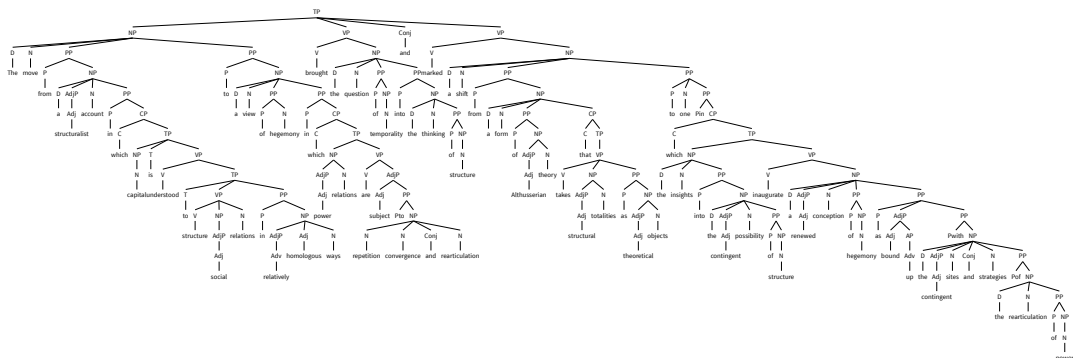 TP
NP VP Conj VP
D N PP PP V NP and V NP
The move P NP P NP brought D N PP PP marked D N PP PP
from D AdjP N PP to D N PP PP the question P NP P NP a shift P NP P N PP
a Adj account P CP a view P N P CP of N into D N PP from D N PP CP to one Pin CP
structuralist in C TP of hegemony in C TP temporality the thinking P NP a form P NP C TP C TP
which NP T VP which NP VP of N of AdjP N that VP which NP VP
N is V TP AdjP N V AdjP structure Adj theory V NP PP D N PP V NP
capital understood T VP PP Adj relations are Adj PP Althusserian takes AdjP N P NP the insights P NP inaugurate D AdjP N PP PP
to V NP N P NP power subject Pto NP Adj totalities as AdjP N into D AdjP N PP a Adj conception P NP P AdjP PP
structure AdjP relations in AdjP Adj N N N Conj N structural Adj objects the Adj possibility P NP renewed of N as Adj AP Pwith NP
Adj Adv homologous ways repetition convergence and rearticulation theoretical contingent of N hegemony bound Adv D AdjP N Conj N PP
social relatively structure up the Adj sites and strategies Pof NP
contingent D N PP
the rearticulation P NP
of N